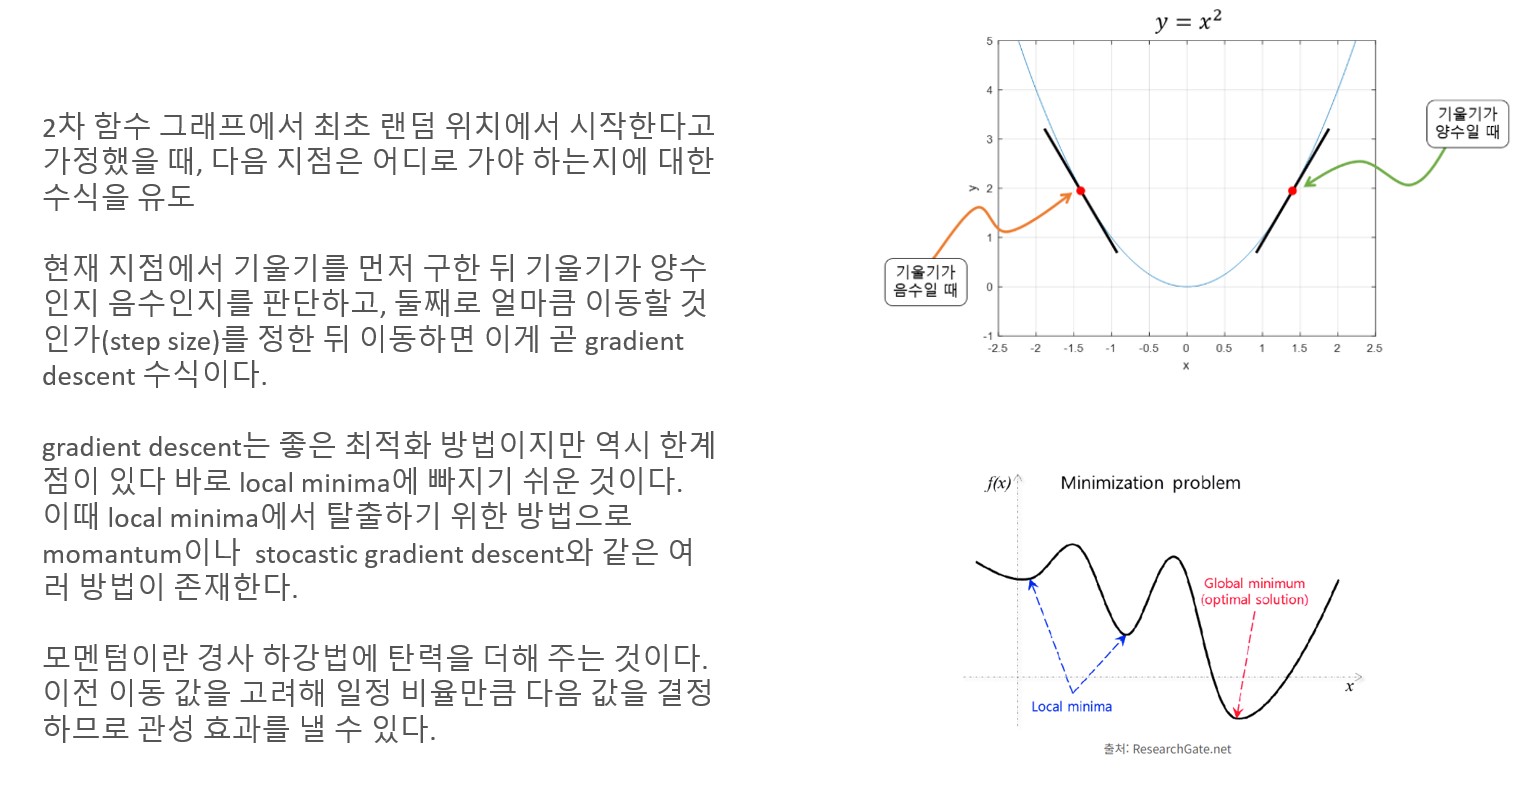 2차 함수 그래프에서 최초 랜덤 위치에서 시작한다고
가정했을 때, 다음 지점은 어디로 가야 하는지에 대한
수식을 유도
현재 지점에서 기울기를 먼저 구한 뒤 기울기가 양수
인지 음수인지를 판단하고, 둘째로 얼마큼 이동할 것
인가(step size)를 정한 뒤 이동하면 이게 곧 gradient
descent 수식이다.
gradient descent는 좋은 최적화 방법이지만 역시 한계
점이 있다 바로 local minima에 빠지기 쉬운 것이다.
이때 local minima에서 탈출하기 위한 방법으로
momantum이나 stocastic gradient descent와 같은 여
러 방법이 존재한다.
모멘텀이란 경사 하강법에 탄력을 더해 주는 것이다.
이전 이동 값을 고려해 일정 비율만큼 다음 값을 결정
하므로 관성 효과를 낼 수 있다.
y = x²
5
4
3
2
1
0
-1
y
-2.5 -2 -1.5 -1 -0.5 0 0.5 1 1.5 2 2.5
x
기울기가
양수일 때
기울기가
음수일 때
f(x)
Minimization problem
Global minimum
(optimal solution)
x
Local minima
출처: ResearchGate.net